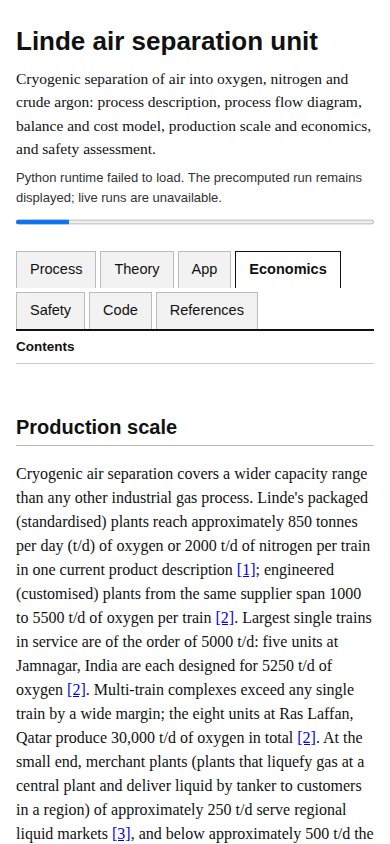 Linde air separation unit
Cryogenic separation of air into oxygen, nitrogen and
crude argon: process description, process flow diagram,
balance and cost model, production scale and economics,
and safety assessment.
Python runtime failed to load. The precomputed run remains
displayed; live runs are unavailable.
Process Theory App Economics
Safety Code References
Contents
Production scale
Cryogenic air separation covers a wider capacity range
than any other industrial gas process. Linde's packaged
(standardised) plants reach approximately 850 tonnes
per day (t/d) of oxygen or 2000 t/d of nitrogen per train
in one current product description [1]; engineered
(customised) plants from the same supplier span 1000
to 5500 t/d of oxygen per train [2]. Largest single trains
in service are of the order of 5000 t/d: five units at
Jamnagar, India are each designed for 5250 t/d of
oxygen [2]. Multi-train complexes exceed any single
train by a wide margin; the eight units at Ras Laffan,
Qatar produce 30,000 t/d of oxygen in total [2]. At the
small end, merchant plants (plants that liquefy gas at a
central plant and deliver liquid by tanker to customers
in a region) of approximately 250 t/d serve regional
liquid markets [3], and below approximately 500 t/d the